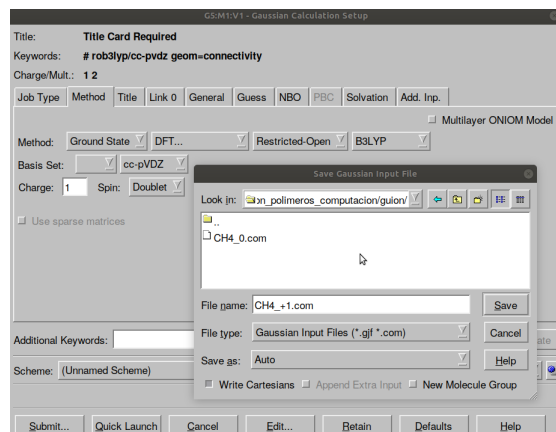 G5:M1:V1 - Gaussian Calculation Setup
Title: Title Card Required
Keywords: # rob3lyp/cc-pvdz geom=connectivity
Charge/Mult.: 1 2
Job Type Method Title Link 0 General Guess NBO PBC Solvation Add. Inp.
Multilayer ONIOM Model
Method: Ground State DFT... Restricted-Open B3LYP
Basis Set: cc-pVDZ
Charge: 1 Spin: Doublet
Use sparse matrices
Save Gaussian Input File
Look in: on_polimeros_computacion/guion/
..
CH4_0.com
File name: CH4_+1.com Save
File type: Gaussian Input Files (*.gjf *.com) Cancel
Save as: Auto Help
Write Cartesians Append Extra Input New Molecule Group
Additional Keywords: ate
Scheme: (Unnamed Scheme)
Submit... Quick Launch Cancel Edit... Retain Defaults Help